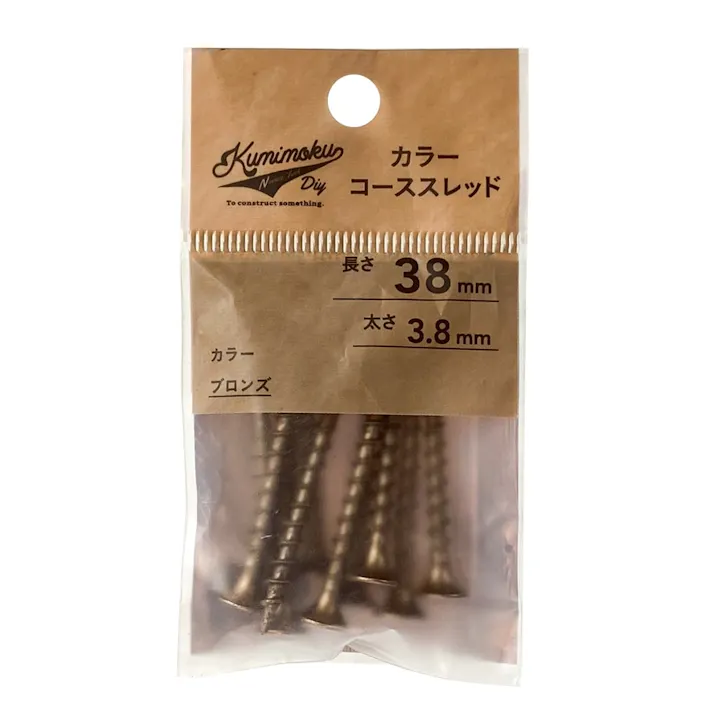 Kumimoku
Diy
To construct something.
カラー
コーススレッド
長さ 38 mm
太さ 3.8 mm
カラー
ブロンズ